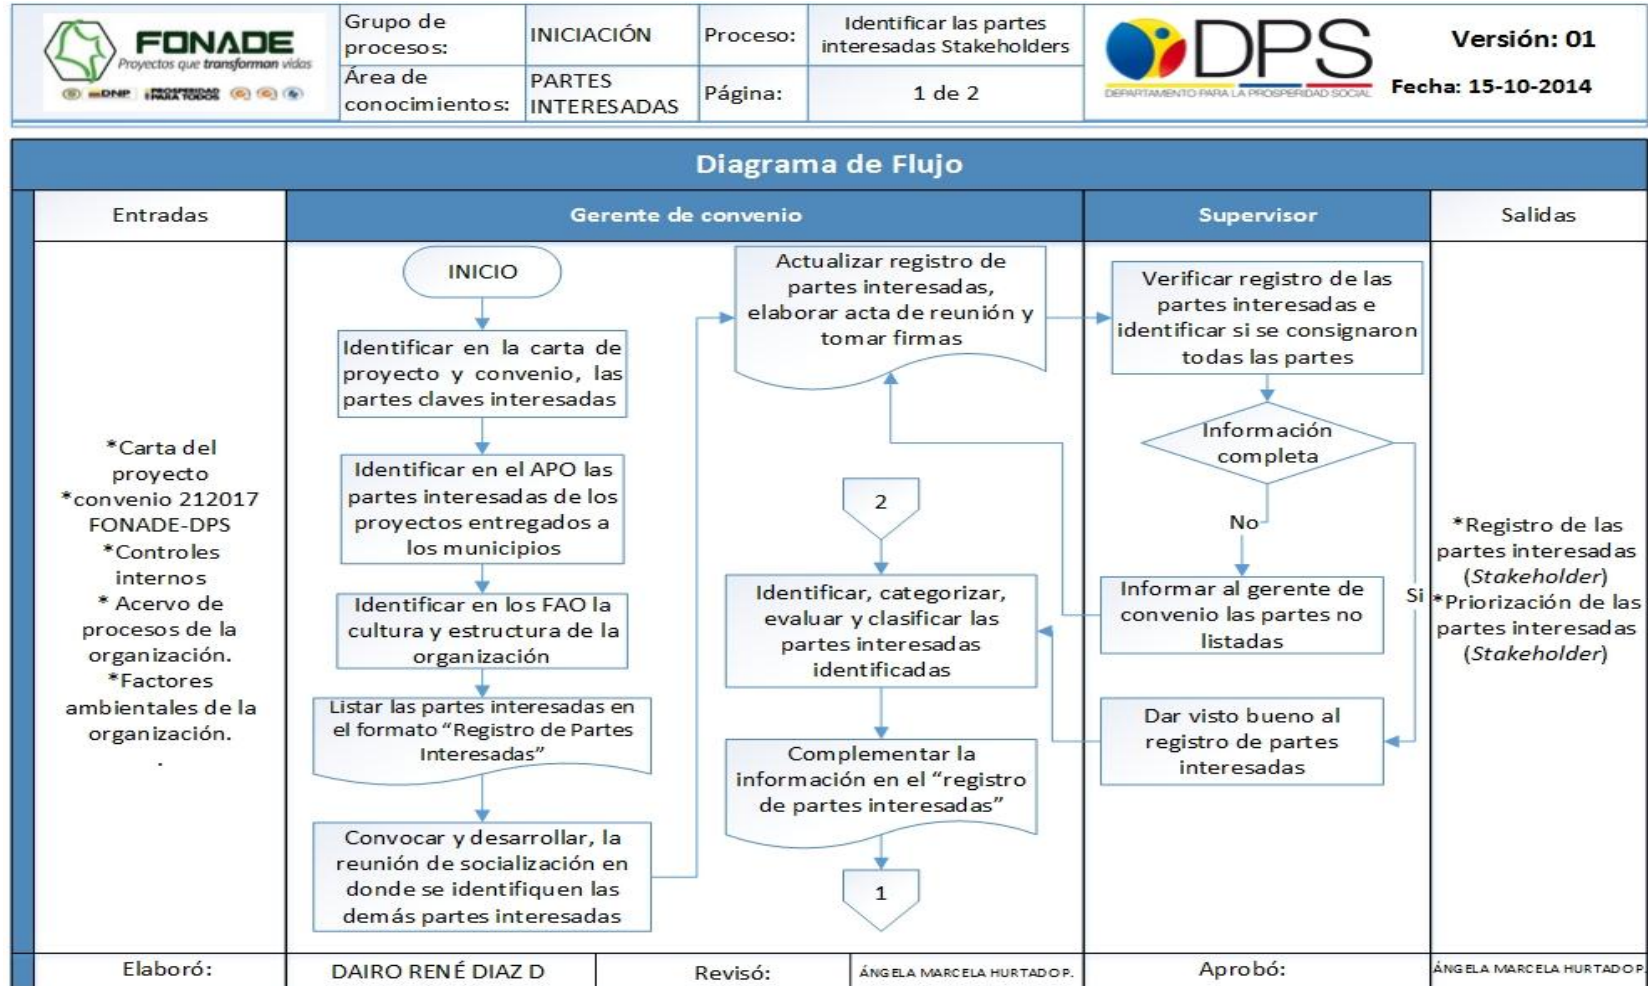 FONADE
Proyectos que transforman vidas
DNP
PROSPERIDAD
PARA TODOS
Grupo de
procesos:
INICIACIÓN
Proceso:
Identificar las partes
interesadas Stakeholders
Área de
conocimientos:
PARTES
INTERESADAS
Página:
1 de 2
DPS
DEPARTAMENTO PARA LA PROSPERIDAD SOCIAL
Versión: 01
Fecha: 15-10-2014
Diagrama de Flujo
Entradas
Gerente de convenio
Supervisor
Salidas
*Carta del
proyecto
*convenio 212017
FONADE-DPS
*Controles
internos
* Acervo de
procesos de la
organización.
*Factores
ambientales de la
organización.
.
INICIO
Identificar en la carta de
proyecto y convenio, las
partes claves interesadas
Identificar en el APO las
partes interesadas de los
proyectos entregados a
los municipios
Identificar en los FAO la
cultura y estructura de la
organización
Listar las partes interesadas en
el formato “Registro de Partes
Interesadas”
Convocar y desarrollar, la
reunión de socialización en
donde se identifiquen las
demás partes interesadas
Actualizar registro de
partes interesadas,
elaborar acta de reunión y
tomar firmas
2
Identificar, categorizar,
evaluar y clasificar las
partes interesadas
identificadas
Complementar la
información en el “registro
de partes interesadas”
1
Verificar registro de las
partes interesadas e
identificar si se consignaron
todas las partes
Información
completa
No
Si
Informar al gerente de
convenio las partes no
listadas
Dar visto bueno al
registro de partes
interesadas
*Registro de las
partes interesadas
(Stakeholder)
*Priorización de las
partes interesadas
(Stakeholder)
Elaboró:
DAIRO RENÉ DIAZ D
Revisó:
ÁNGELA MARCELA HURTADO P.
Aprobó:
ÁNGELA MARCELA HURTADO P.